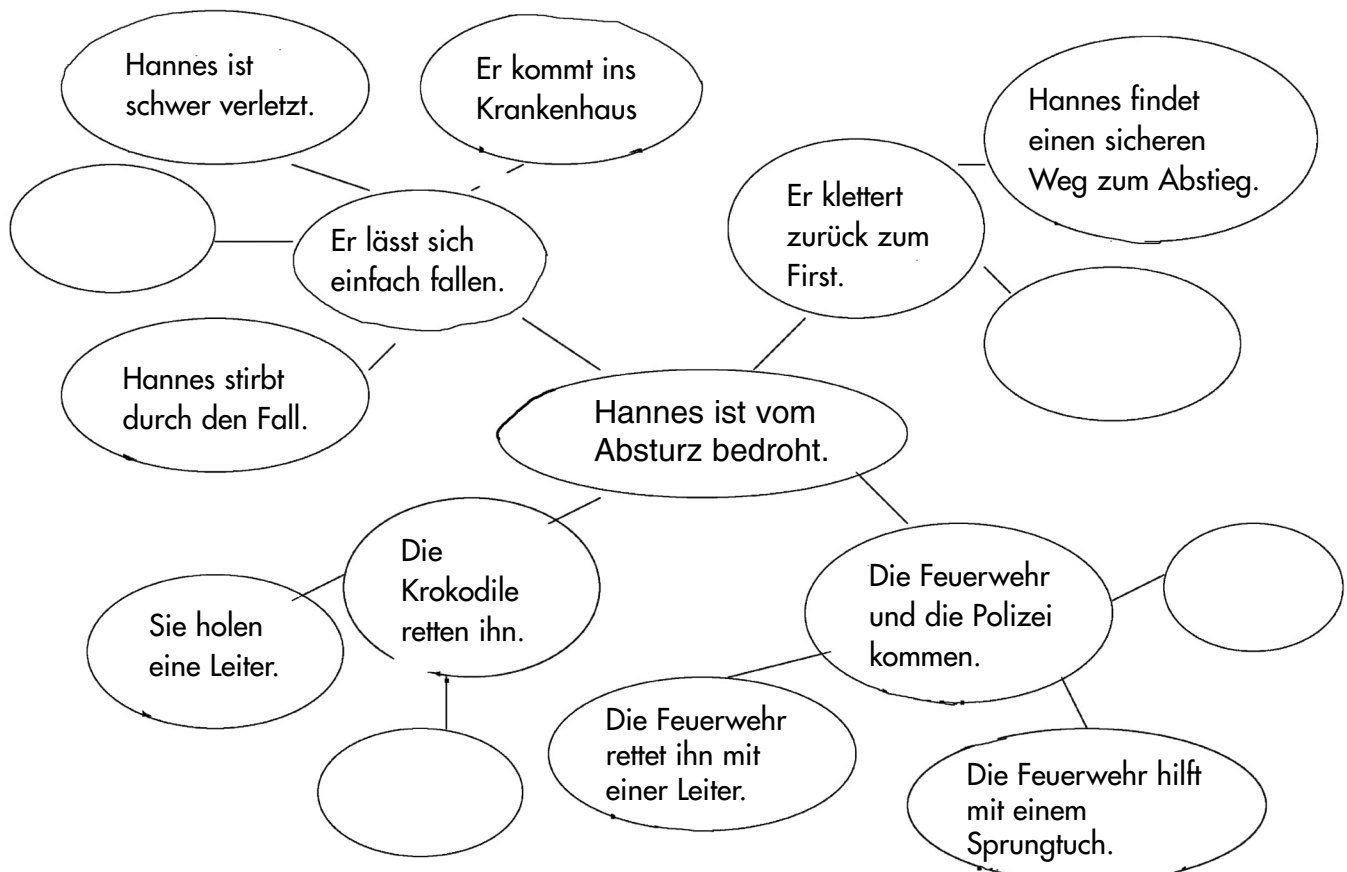 Hannes ist
schwer verletzt.
Er kommt ins
Krankenhaus
Hannes findet
einen sicheren
Weg zum Abstieg.
Er klettert
zurück zum
First.
Er lässt sich
einfach fallen.
Hannes stirbt
durch den Fall.
Hannes ist vom
Absturz bedroht.
Die
Krokodile
retten ihn.
Die Feuerwehr
und die Polizei
kommen.
Sie holen
eine Leiter.
Die Feuerwehr
rettet ihn mit
einer Leiter.
Die Feuerwehr hilft
mit einem
Sprungtuch.